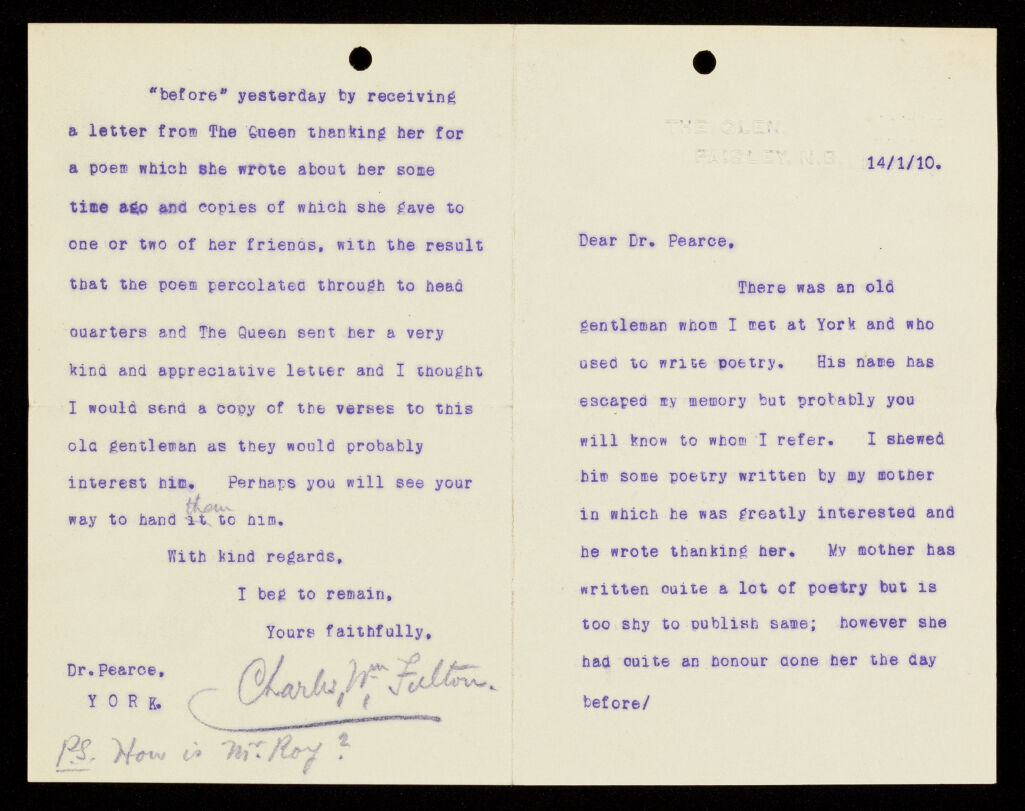 THE GLEN,
PAISLEY, N.B.
14/1/10.
Dear Dr. Pearce,
There was an old
gentleman whom I met at York and who
used to write poetry. His name has
escaped my memory but probably you
will know to whom I refer. I shewed
him some poetry written by my mother
in which he was greatly interested and
he wrote thanking her. My mother has
written quite a lot of poetry but is
too shy to publish same; however she
had quite an honour done her the day
before/
"before" yesterday by receiving
a letter from The Queen thanking her for
a poem which she wrote about her some
time ago and copies of which she gave to
one or two of her friends, with the result
that the poem percolated through to head
quarters and The Queen sent her a very
kind and appreciative letter and I thought
I would send a copy of the verses to this
old gentleman as they would probably
interest him. Perhaps you will see your
them
way to hand it to him.
With kind regards,
I beg to remain,
Yours faithfully,
Dr. Pearce,
YORK.
Charles Wm Fulton.
P.S. How is Mr. Roy?